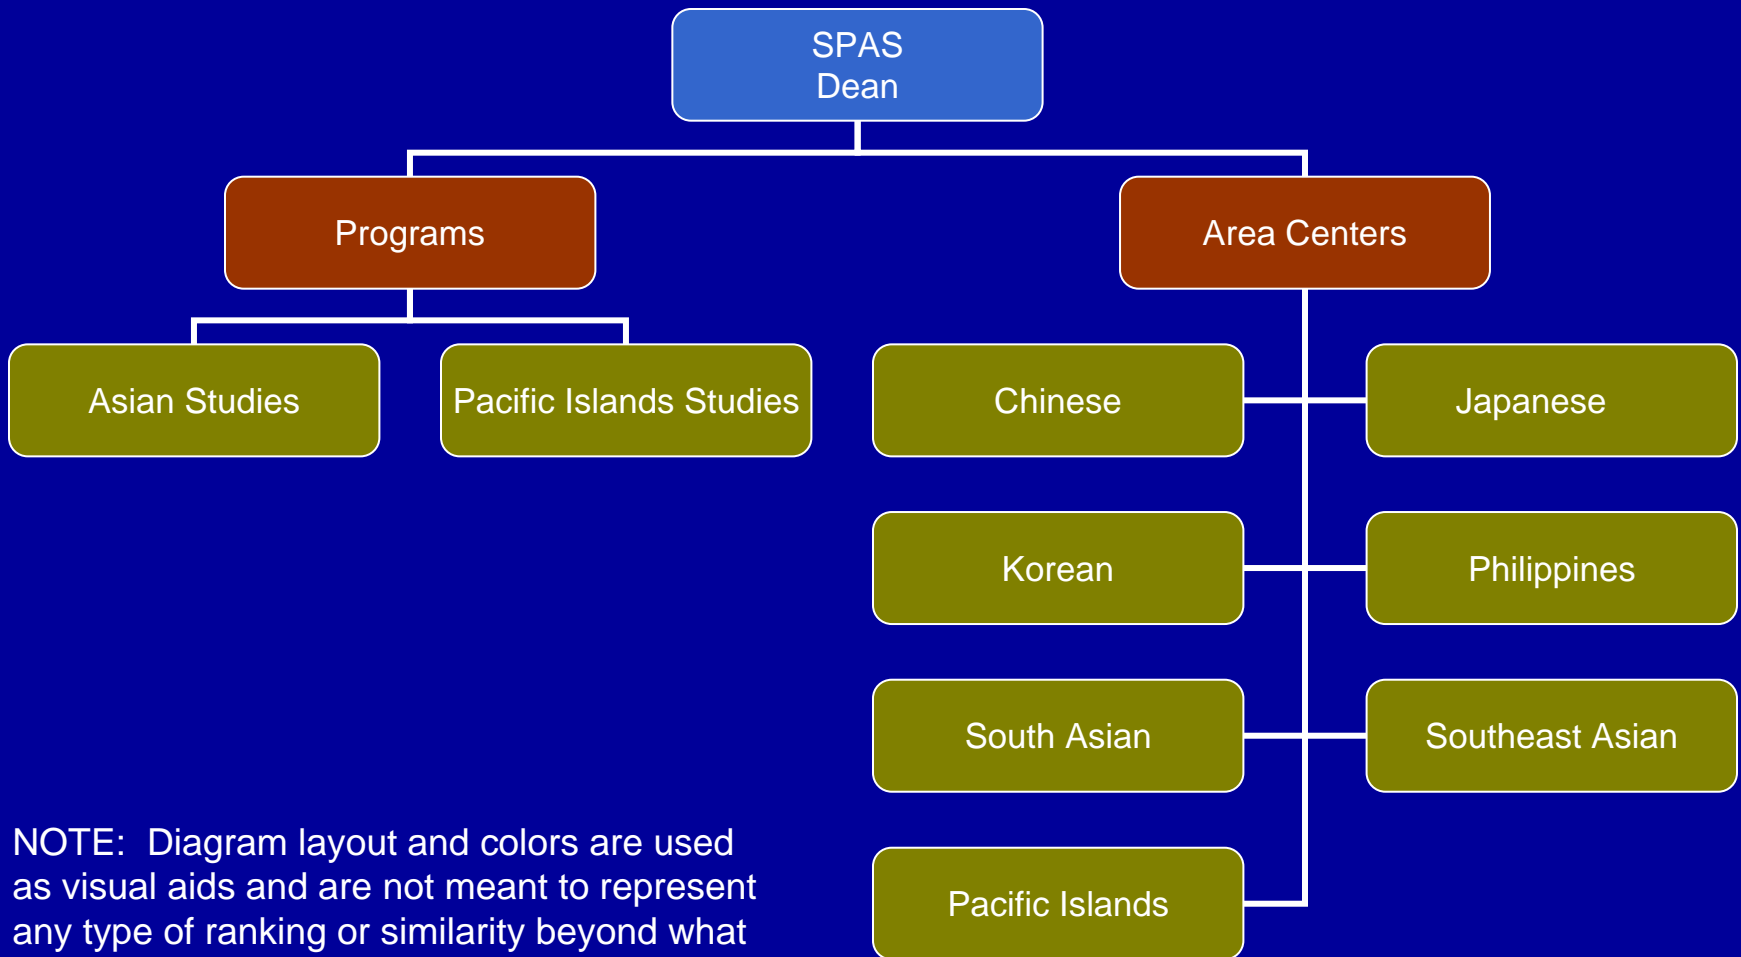 SPAS
Dean
Programs
Area Centers
Asian Studies
Pacific Islands Studies
Chinese
Japanese
Korean
Philippines
South Asian
Southeast Asian
Pacific Islands
NOTE:  Diagram layout and colors are used
as visual aids and are not meant to represent
any type of ranking or similarity beyond what